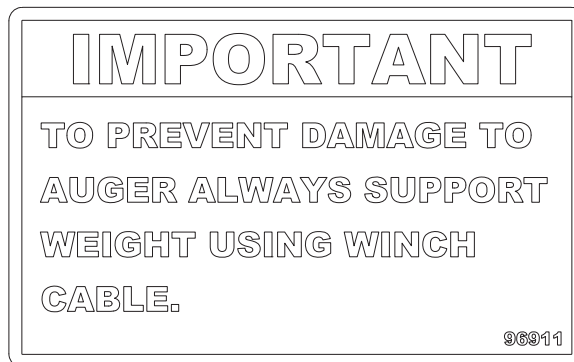 IMPORTANT
TO PREVENT DAMAGE TO
AUGER ALWAYS SUPPORT
WEIGHT USING WINCH
CABLE.
96911